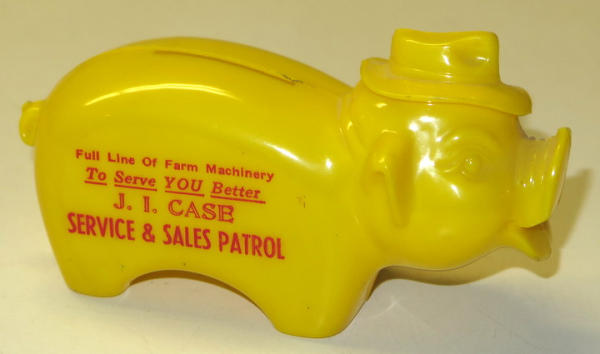 Full Line Of Farm Machinery
To Serve YOU Better
J. I. CASE
SERVICE & SALES PATROL